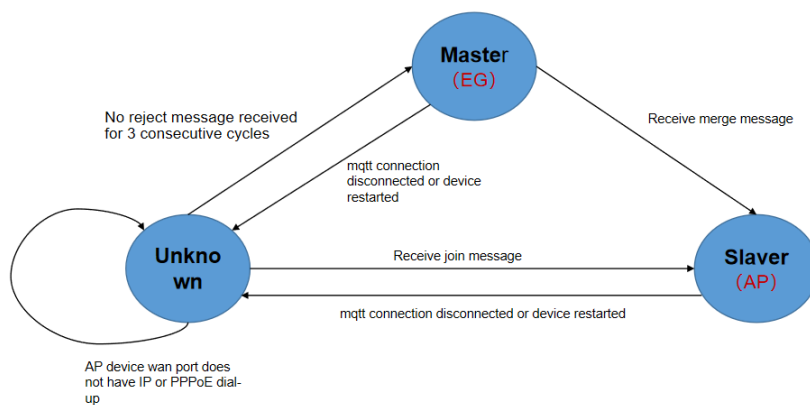 Master
(EG)
No reject message received
for 3 consecutive cycles
Receive merge message
mqtt connection
disconnected or device
restarted
Unkno
wn
Receive join message
Slaver
(AP)
mqtt connection disconnected or device restarted
AP device wan port does
not have IP or PPPoE dial-
up